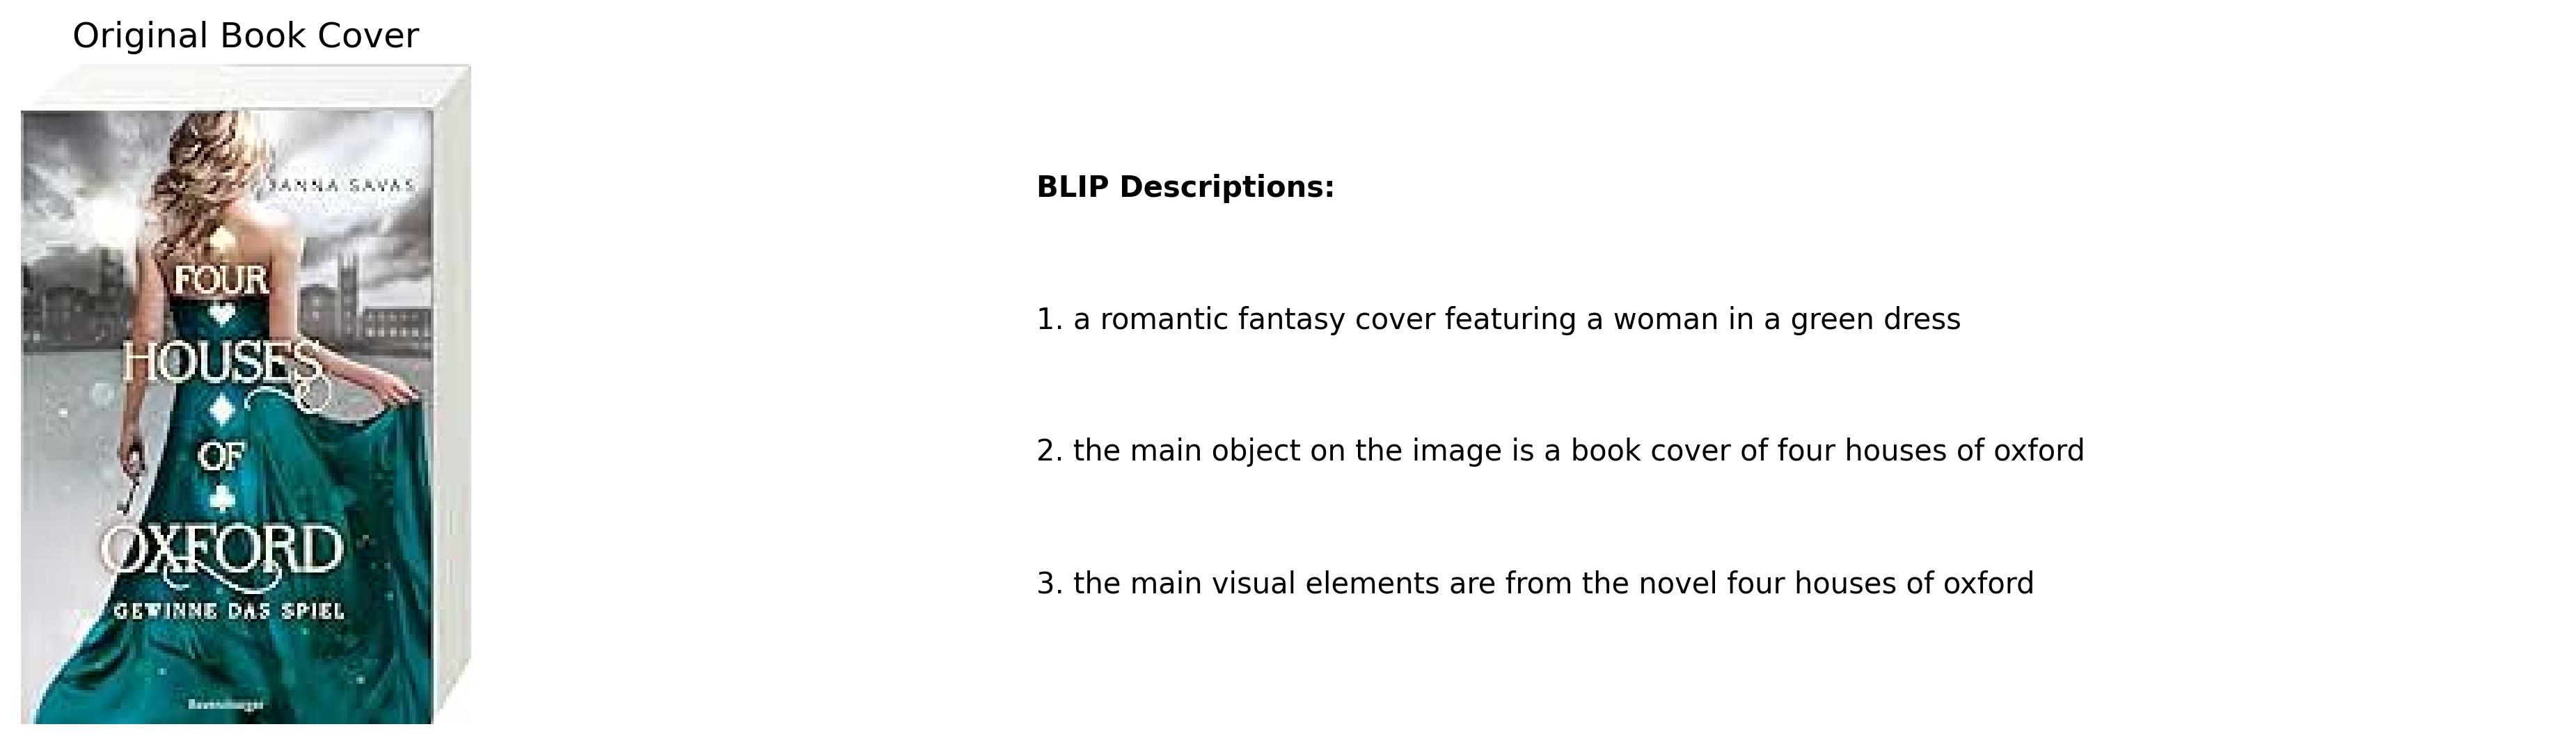 Original Book Cover
JANNA SAVAS
FOUR
HOUSES
OF
OXFORD
GEWINNE DAS SPIEL
Ravensburger
BLIP Descriptions:
1. a romantic fantasy cover featuring a woman in a green dress
2. the main object on the image is a book cover of four houses of oxford
3. the main visual elements are from the novel four houses of oxford